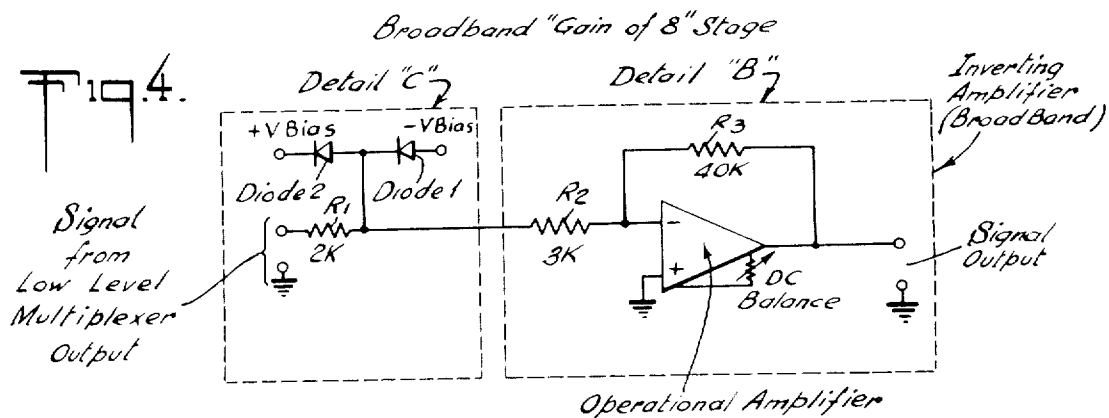 Broadband "Gain of 8" Stage
Fig. 4.
Detail "C"
Detail "B"
Inverting
Amplifier
(BroadBand)
+V Bias
-V Bias
Diode 2
Diode 1
R1
2K
R2
3K
R3
40K
-
+
DC
Balance
Signal
from
Low Level
Multiplexer
Output
Signal
Output
Operational Amplifier